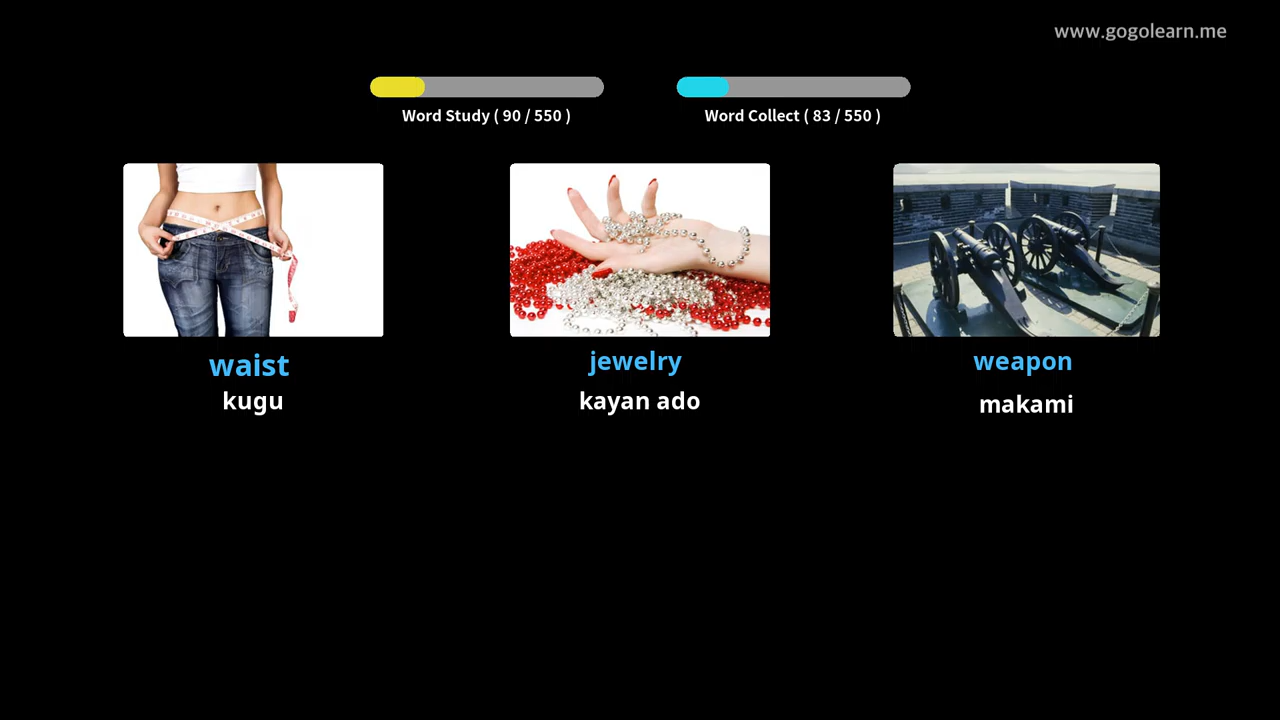 www.gogolearn.me
Word Study ( 90 / 550 )
Word Collect ( 83 / 550 )
waist
kugu
jewelry
kayan ado
weapon
makami